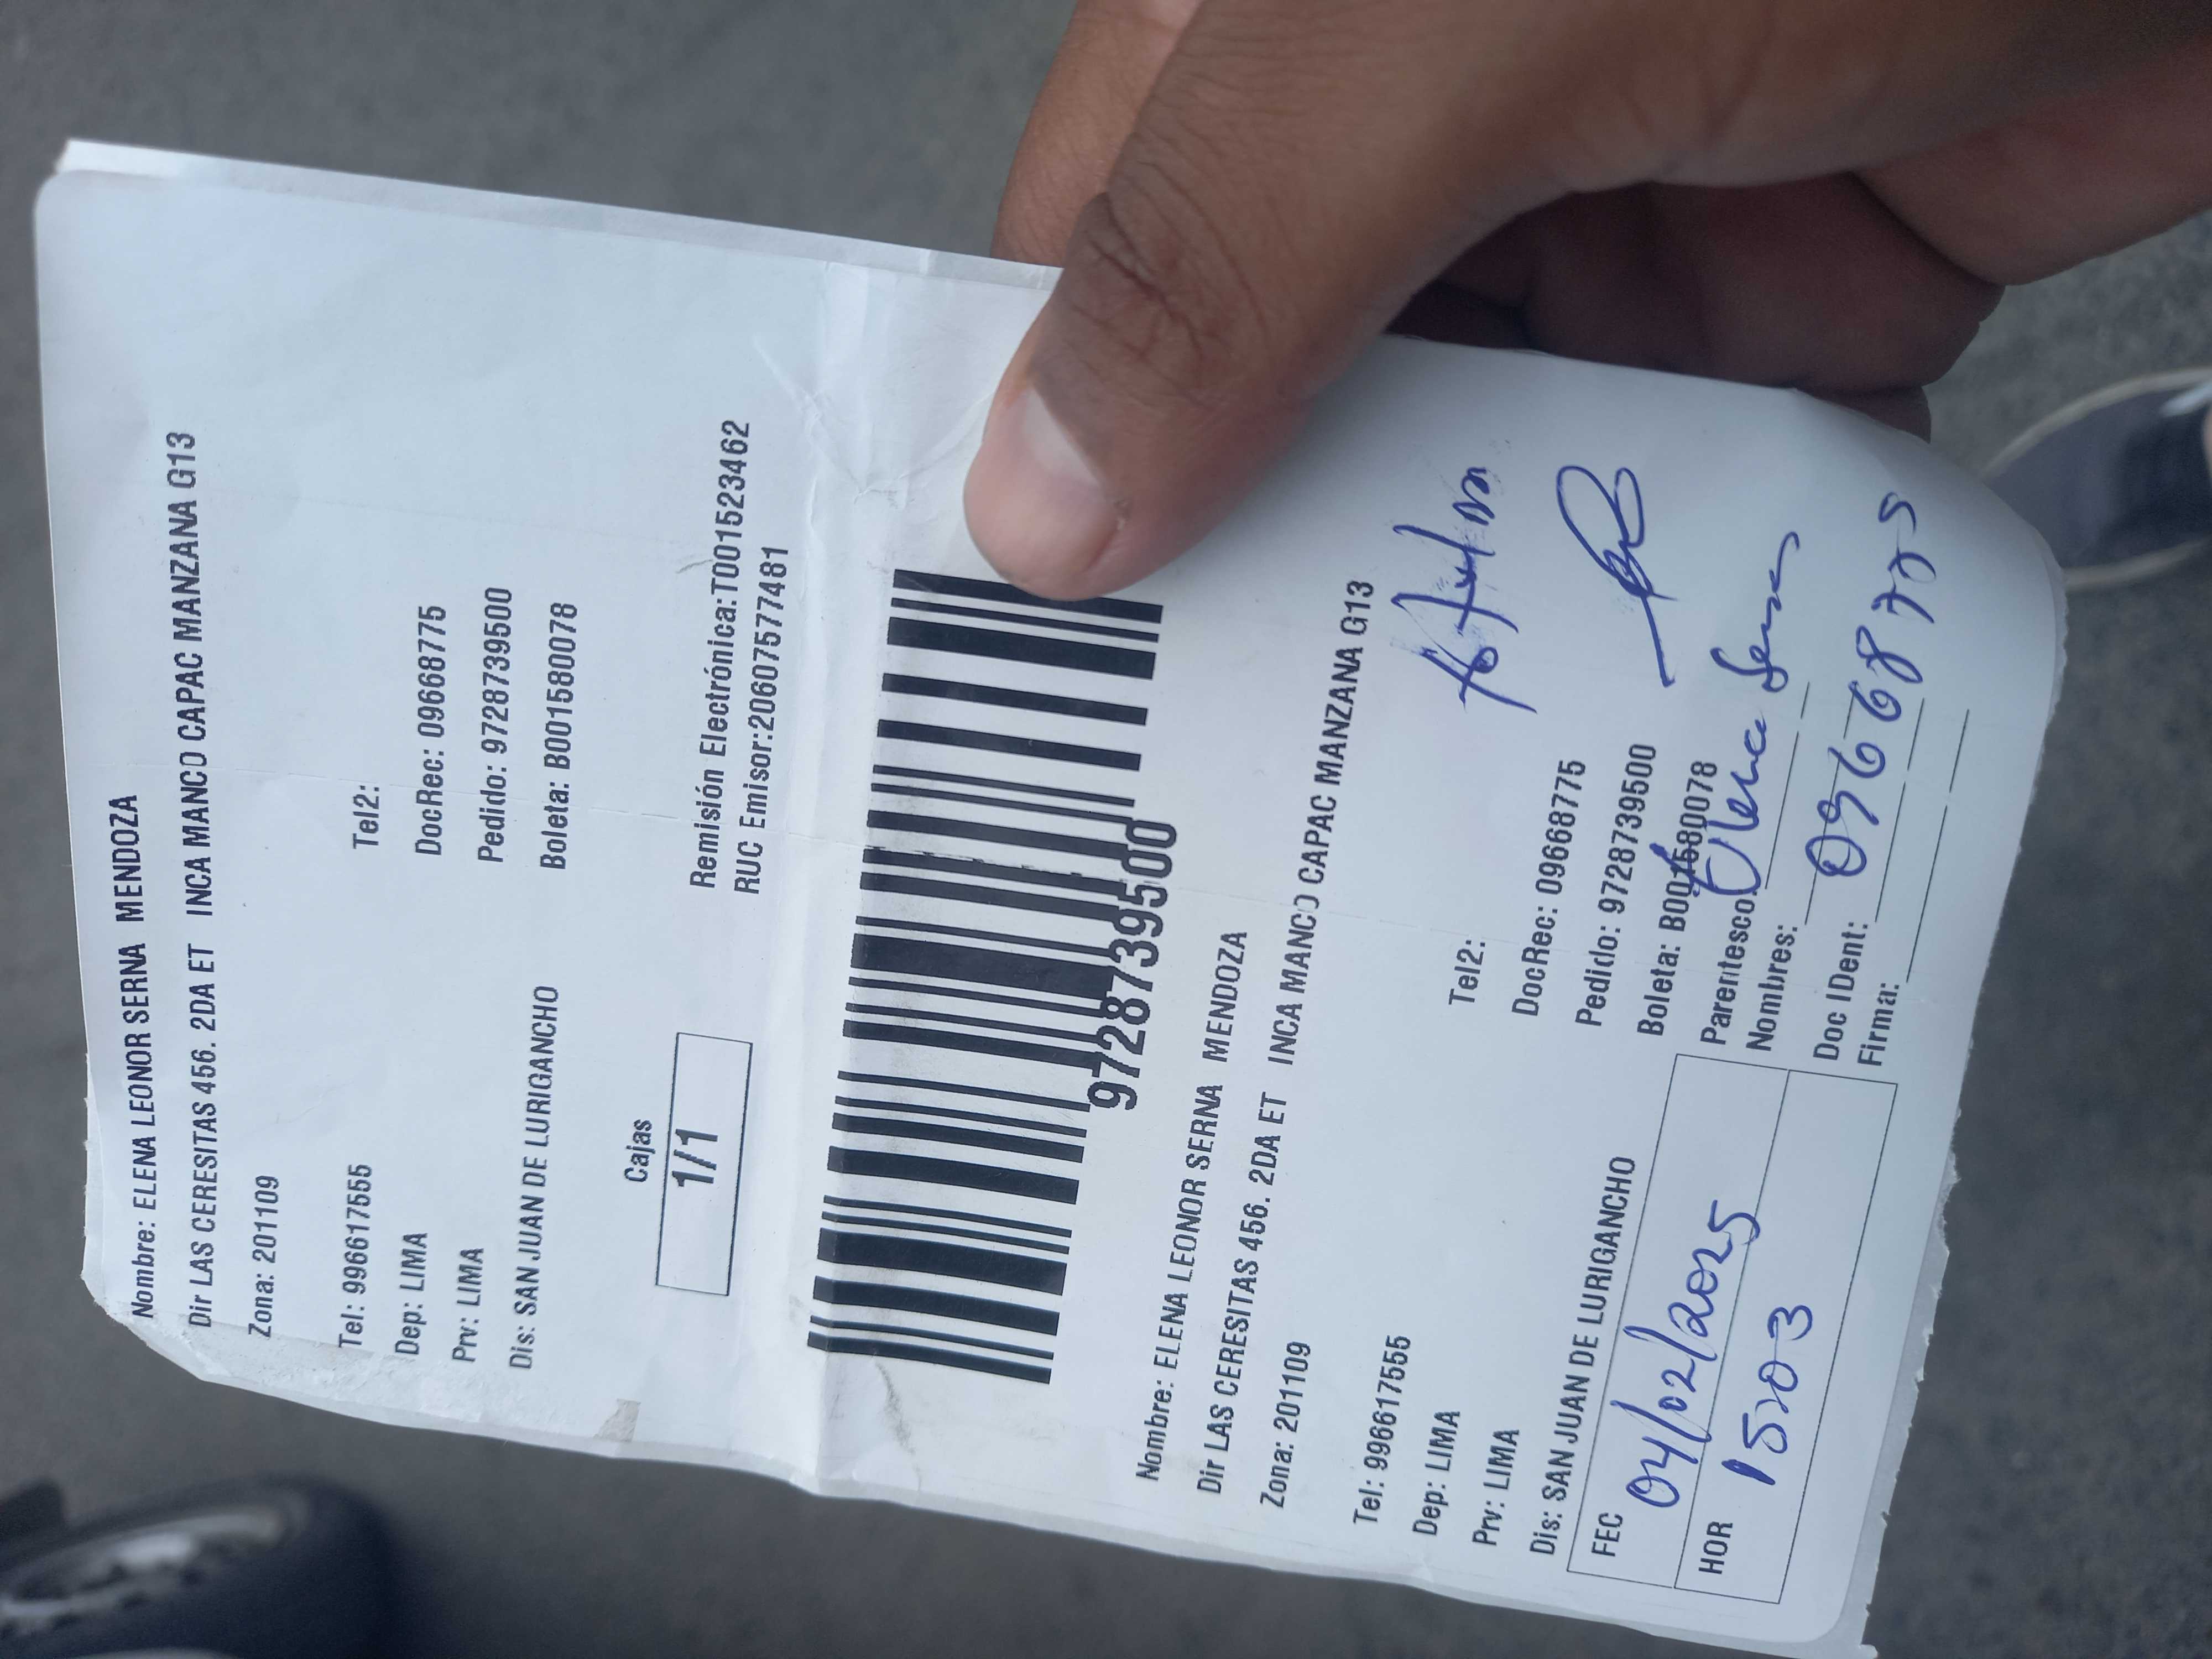 Nombre: ELENA LEONOR SERNA MENDOZA
Dir LAS CERESITAS 456. 2DA ET INCA MANCO CAPAC MANZANA G13
Zona: 201109
Tel: 996617555 Tel2:
Dep: LIMA DocRec: 09668775
Prv: LIMA Pedido: 9728739500
Dis: SAN JUAN DE LURIGANCHO Boleta: B001580078
Cajas
1/1
Remisión Electrónica:T001523462
RUC Emisor:20607577481
9728739500
Nombre: ELENA LEONOR SERNA MENDOZA
Dir LAS CERESITAS 456. 2DA ET INCA MANCO CAPAC MANZANA G13
Zona: 201109
Tel: 996617555 Tel2:
Dep: LIMA DocRec: 09668775
Prv: LIMA Pedido: 9728739500
Dis: SAN JUAN DE LURIGANCHO Boleta: B001580078
FEC 04/02/2025
HOR 15:03
Parentesco:
Nombres: Elena Serna
Doc IDent: 09668775
Firma: